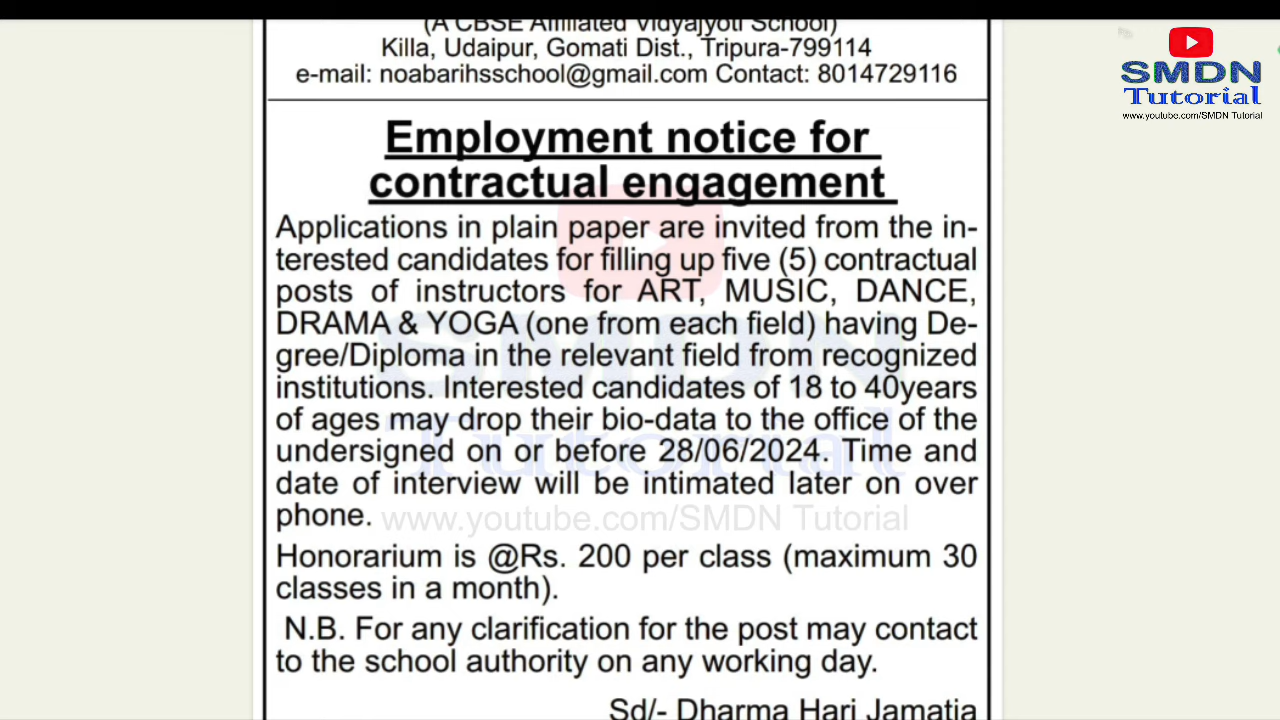 (A CBSE Affiliated Vidyajyoti School)
Killa, Udaipur, Gomati Dist., Tripura-799114
e-mail: noabarihsschool@gmail.com Contact: 8014729116
SMDN
Tutorial
www.youtube.com/SMDN Tutorial
Employment notice for
contractual engagement
Applications in plain paper are invited from the in-
terested candidates for filling up five (5) contractual
posts of instructors for ART, MUSIC, DANCE,
DRAMA & YOGA (one from each field) having De-
gree/Diploma in the relevant field from recognized
institutions. Interested candidates of 18 to 40years
of ages may drop their bio-data to the office of the
undersigned on or before 28/06/2024. Time and
date of interview will be intimated later on over
phone.
SMDN
Tutorial
www.youtube.com/SMDN Tutorial
Honorarium is @Rs. 200 per class (maximum 30
classes in a month).
N.B. For any clarification for the post may contact
to the school authority on any working day.
Sd/- Dharma Hari Jamatia